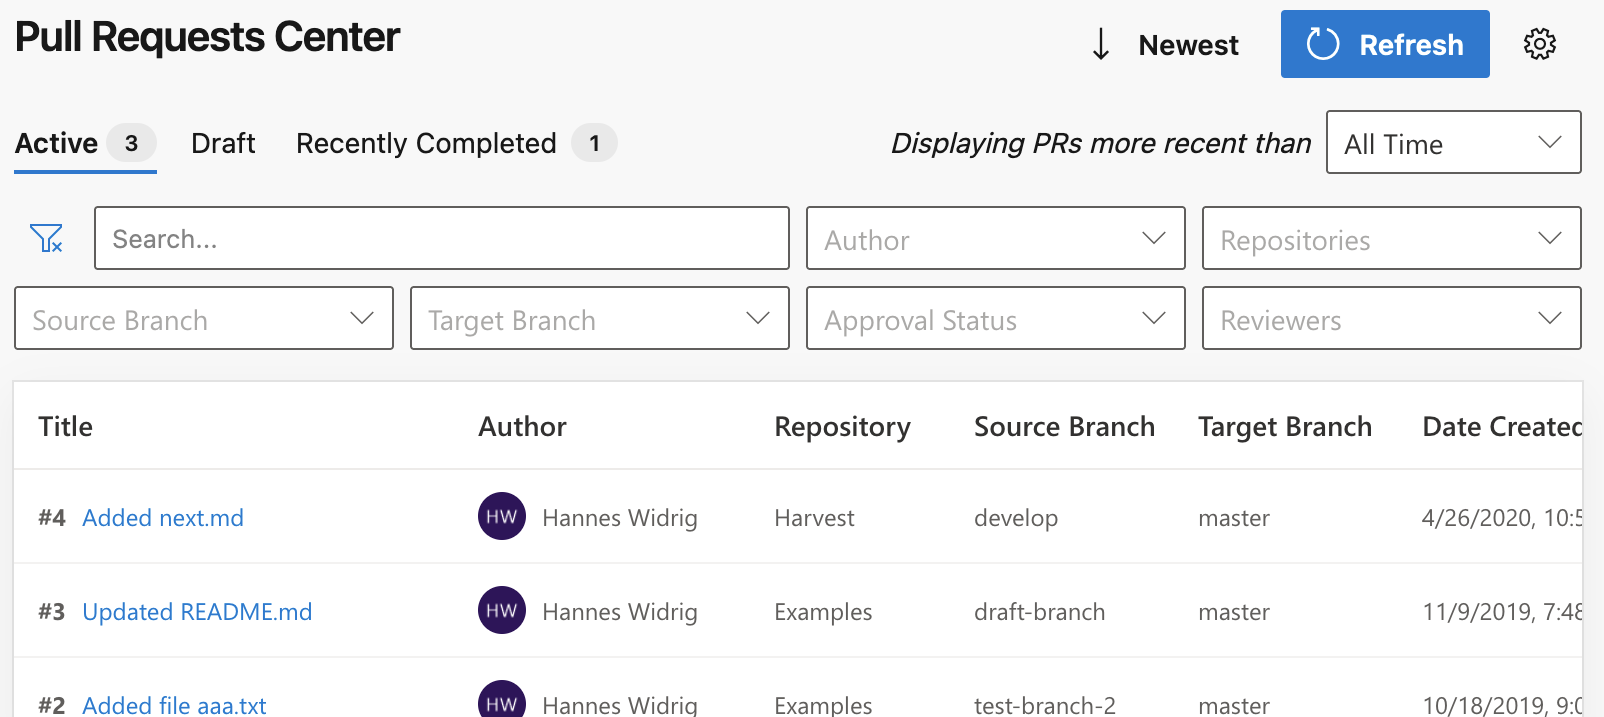 Pull Requests Center
Newest
Refresh
Active 3 Draft Recently Completed 1 Displaying PRs more recent than All Time
Search... Author Repositories
Source Branch Target Branch Approval Status Reviewers
Title Author Repository Source Branch Target Branch Date Created
#4 Added next.md HW Hannes Widrig Harvest develop master 4/26/2020, 10:5
#3 Updated README.md HW Hannes Widrig Examples draft-branch master 11/9/2019, 7:48
#2 Added file aaa.txt HW Hannes Widrig Examples test-branch-2 master 10/18/2019, 9:0